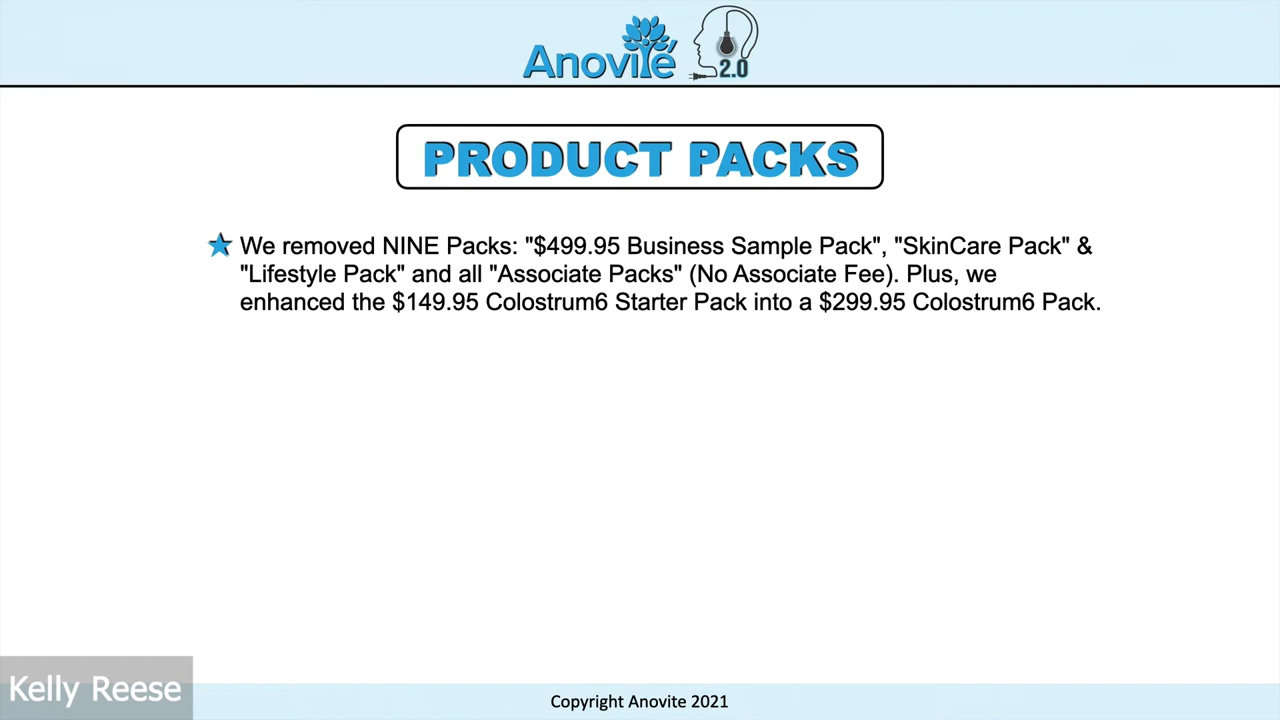 Anovite
2.0
PRODUCT PACKS
We removed NINE Packs: "$499.95 Business Sample Pack", "SkinCare Pack" &
"Lifestyle Pack" and all "Associate Packs" (No Associate Fee). Plus, we
enhanced the $149.95 Colostrum6 Starter Pack into a $299.95 Colostrum6 Pack.
Kelly Reese
Copyright Anovite 2021